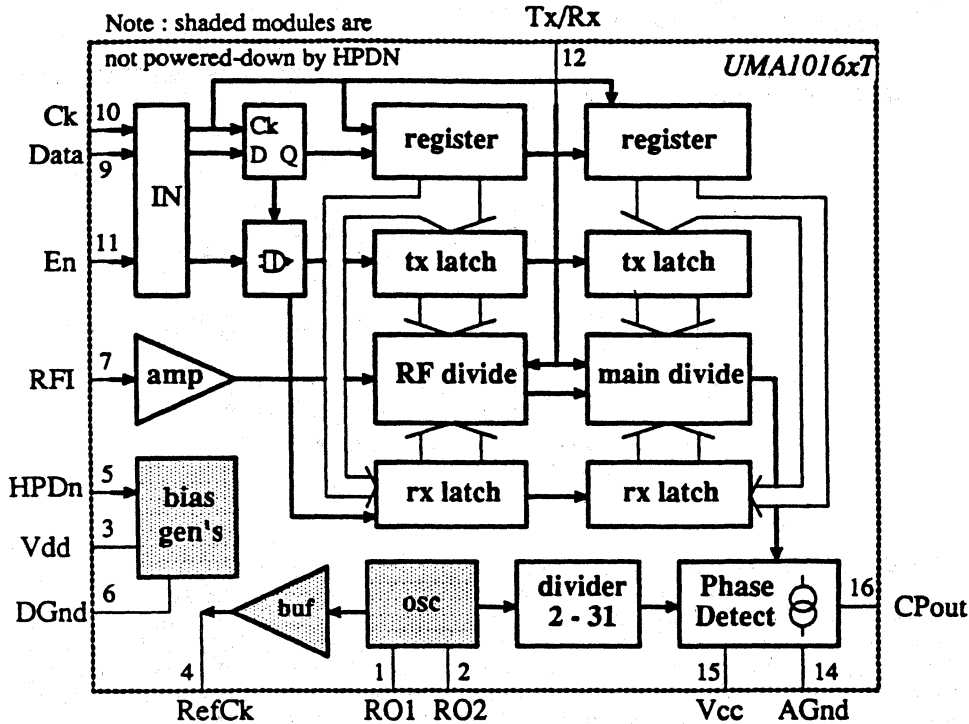 Note : shaded modules are
not powered-down by HPDN
Tx/Rx
12
UMA1016xT
Ck 10
Data 9
En 11
IN
Ck
D Q
register
register
tx latch
tx latch
RFI 7
amp
RF divide
main divide
rx latch
rx latch
HPDn 5
Vdd 3
DGnd 6
bias
gen's
buf
osc
divider
2 - 31
Phase
Detect
16
CPout
4
1
2
15
14
RefCk
RO1
RO2
Vcc
AGnd